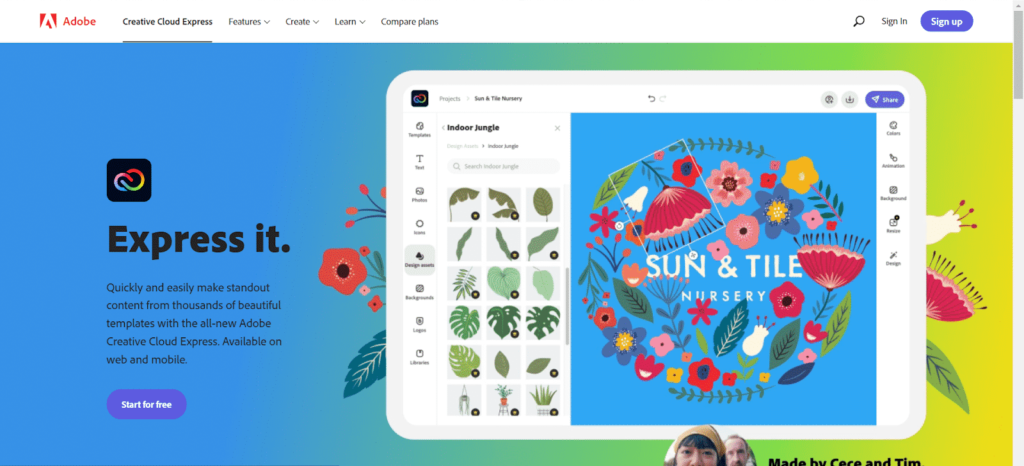 Adobe
Creative Cloud Express
Features
Create
Learn
Compare plans
Sign In
Sign up
Express it.
Quickly and easily make standout
content from thousands of beautiful
templates with the all-new Adobe
Creative Cloud Express. Available on
web and mobile.
Start for free
Projects > Sun & Tile Nursery
Share
Templates
Text
Photos
Icons
Design assets
Backgrounds
Logos
Libraries
Indoor Jungle
Design Assets > Indoor Jungle
Search Indoor Jungle
SUN & TILE
NURSERY
Colors
Animation
Background
Resize
Design
Made by Cece and Tim